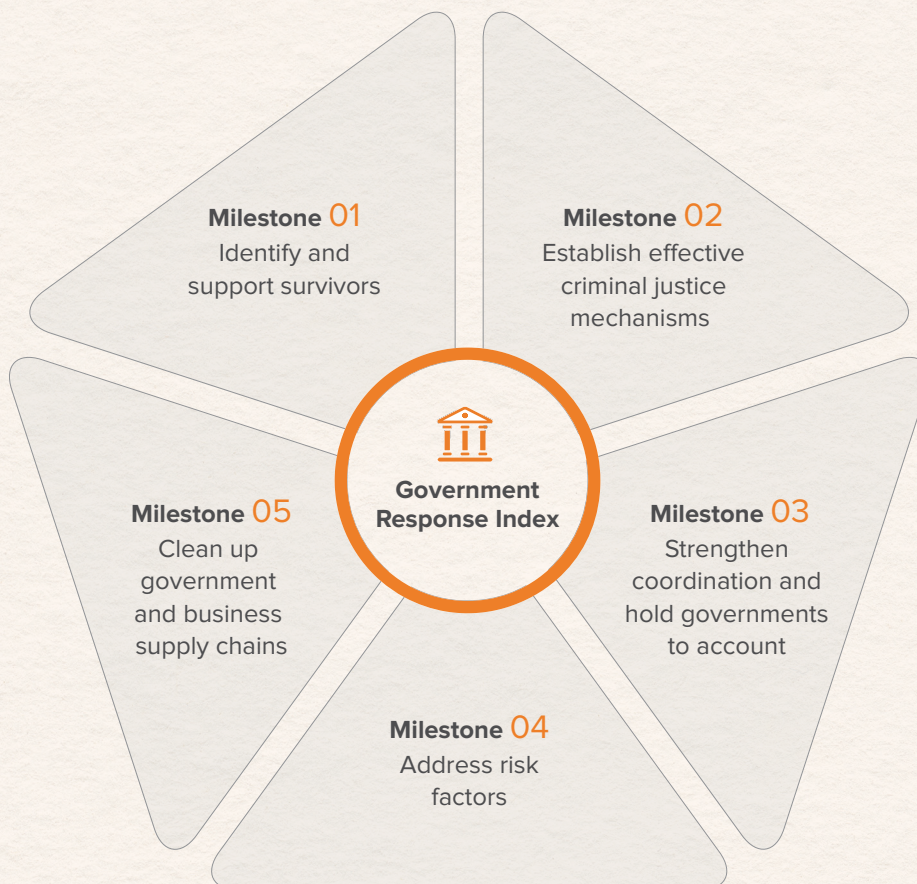 Milestone 01
Identify and
support survivors
Milestone 02
Establish effective
criminal justice
mechanisms
Government
Response Index
Milestone 05
Clean up
government
and business
supply chains
Milestone 03
Strengthen
coordination and
hold governments
to account
Milestone 04
Address risk
factors